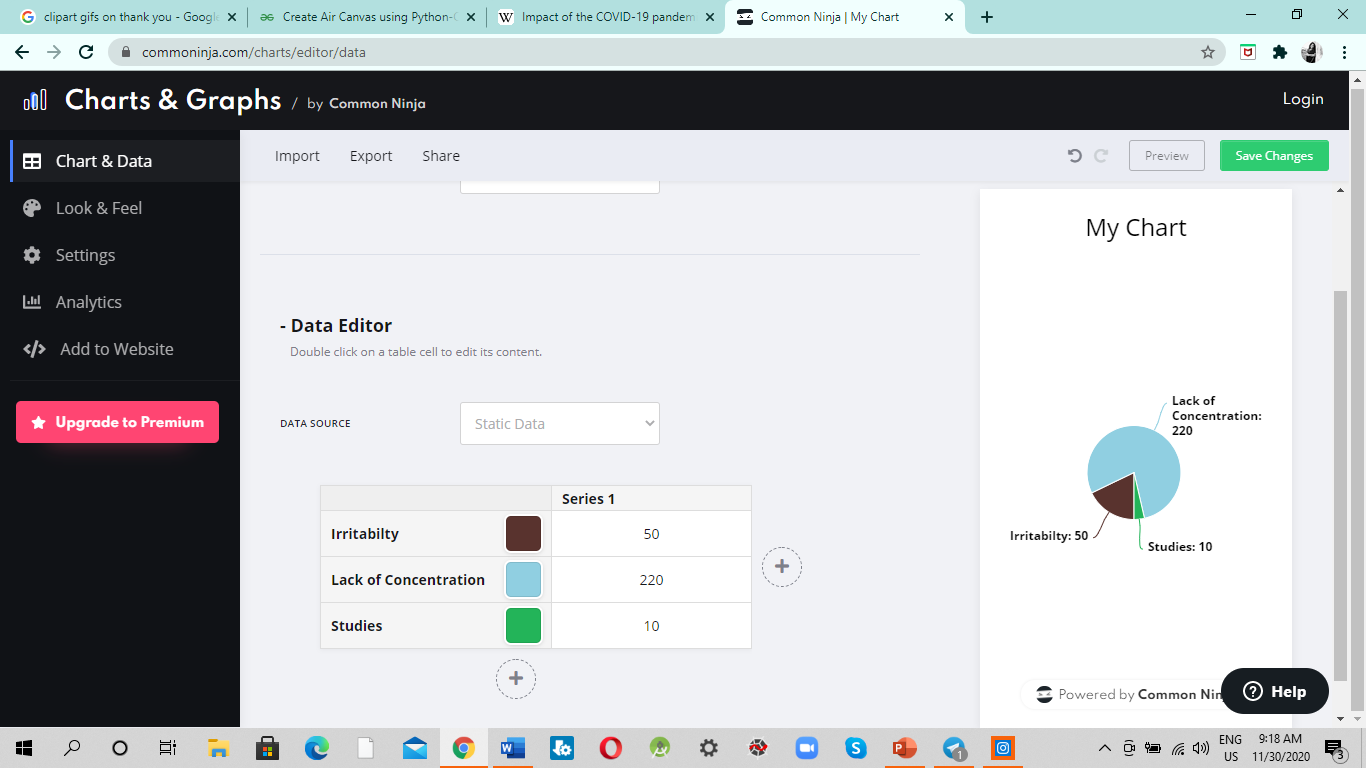 clipart gifs on thank you - Googl
Create Air Canvas using Python-O
Impact of the COVID-19 pandem
Common Ninja | My Chart
commoninja.com/charts/editor/data
Charts & Graphs / by Common Ninja
Login
Chart & Data
Look & Feel
Settings
Analytics
Add to Website
Upgrade to Premium
Import
Export
Share
Preview
Save Changes
- Data Editor
Double click on a table cell to edit its content.
DATA SOURCE
Static Data
Series 1
Irritabilty 50
Lack of Concentration 220
Studies 10
My Chart
Lack of
Concentration:
220
Irritabilty: 50
Studies: 10
Powered by Common Nin
Help
ENG
US
9:18 AM
11/30/2020
3
1